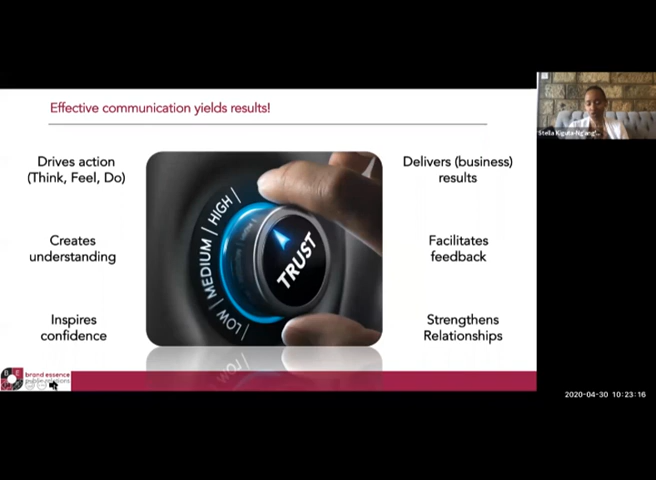 Effective communication yields results!
Drives action
(Think, Feel, Do)
Creates
understanding
Inspires
confidence
HIGH
MEDIUM
LOW
TRUST
Delivers (business)
results
Facilitates
feedback
Strengthens
Relationships
LOW
B E
brand essence
2020-04-30 10:23:16